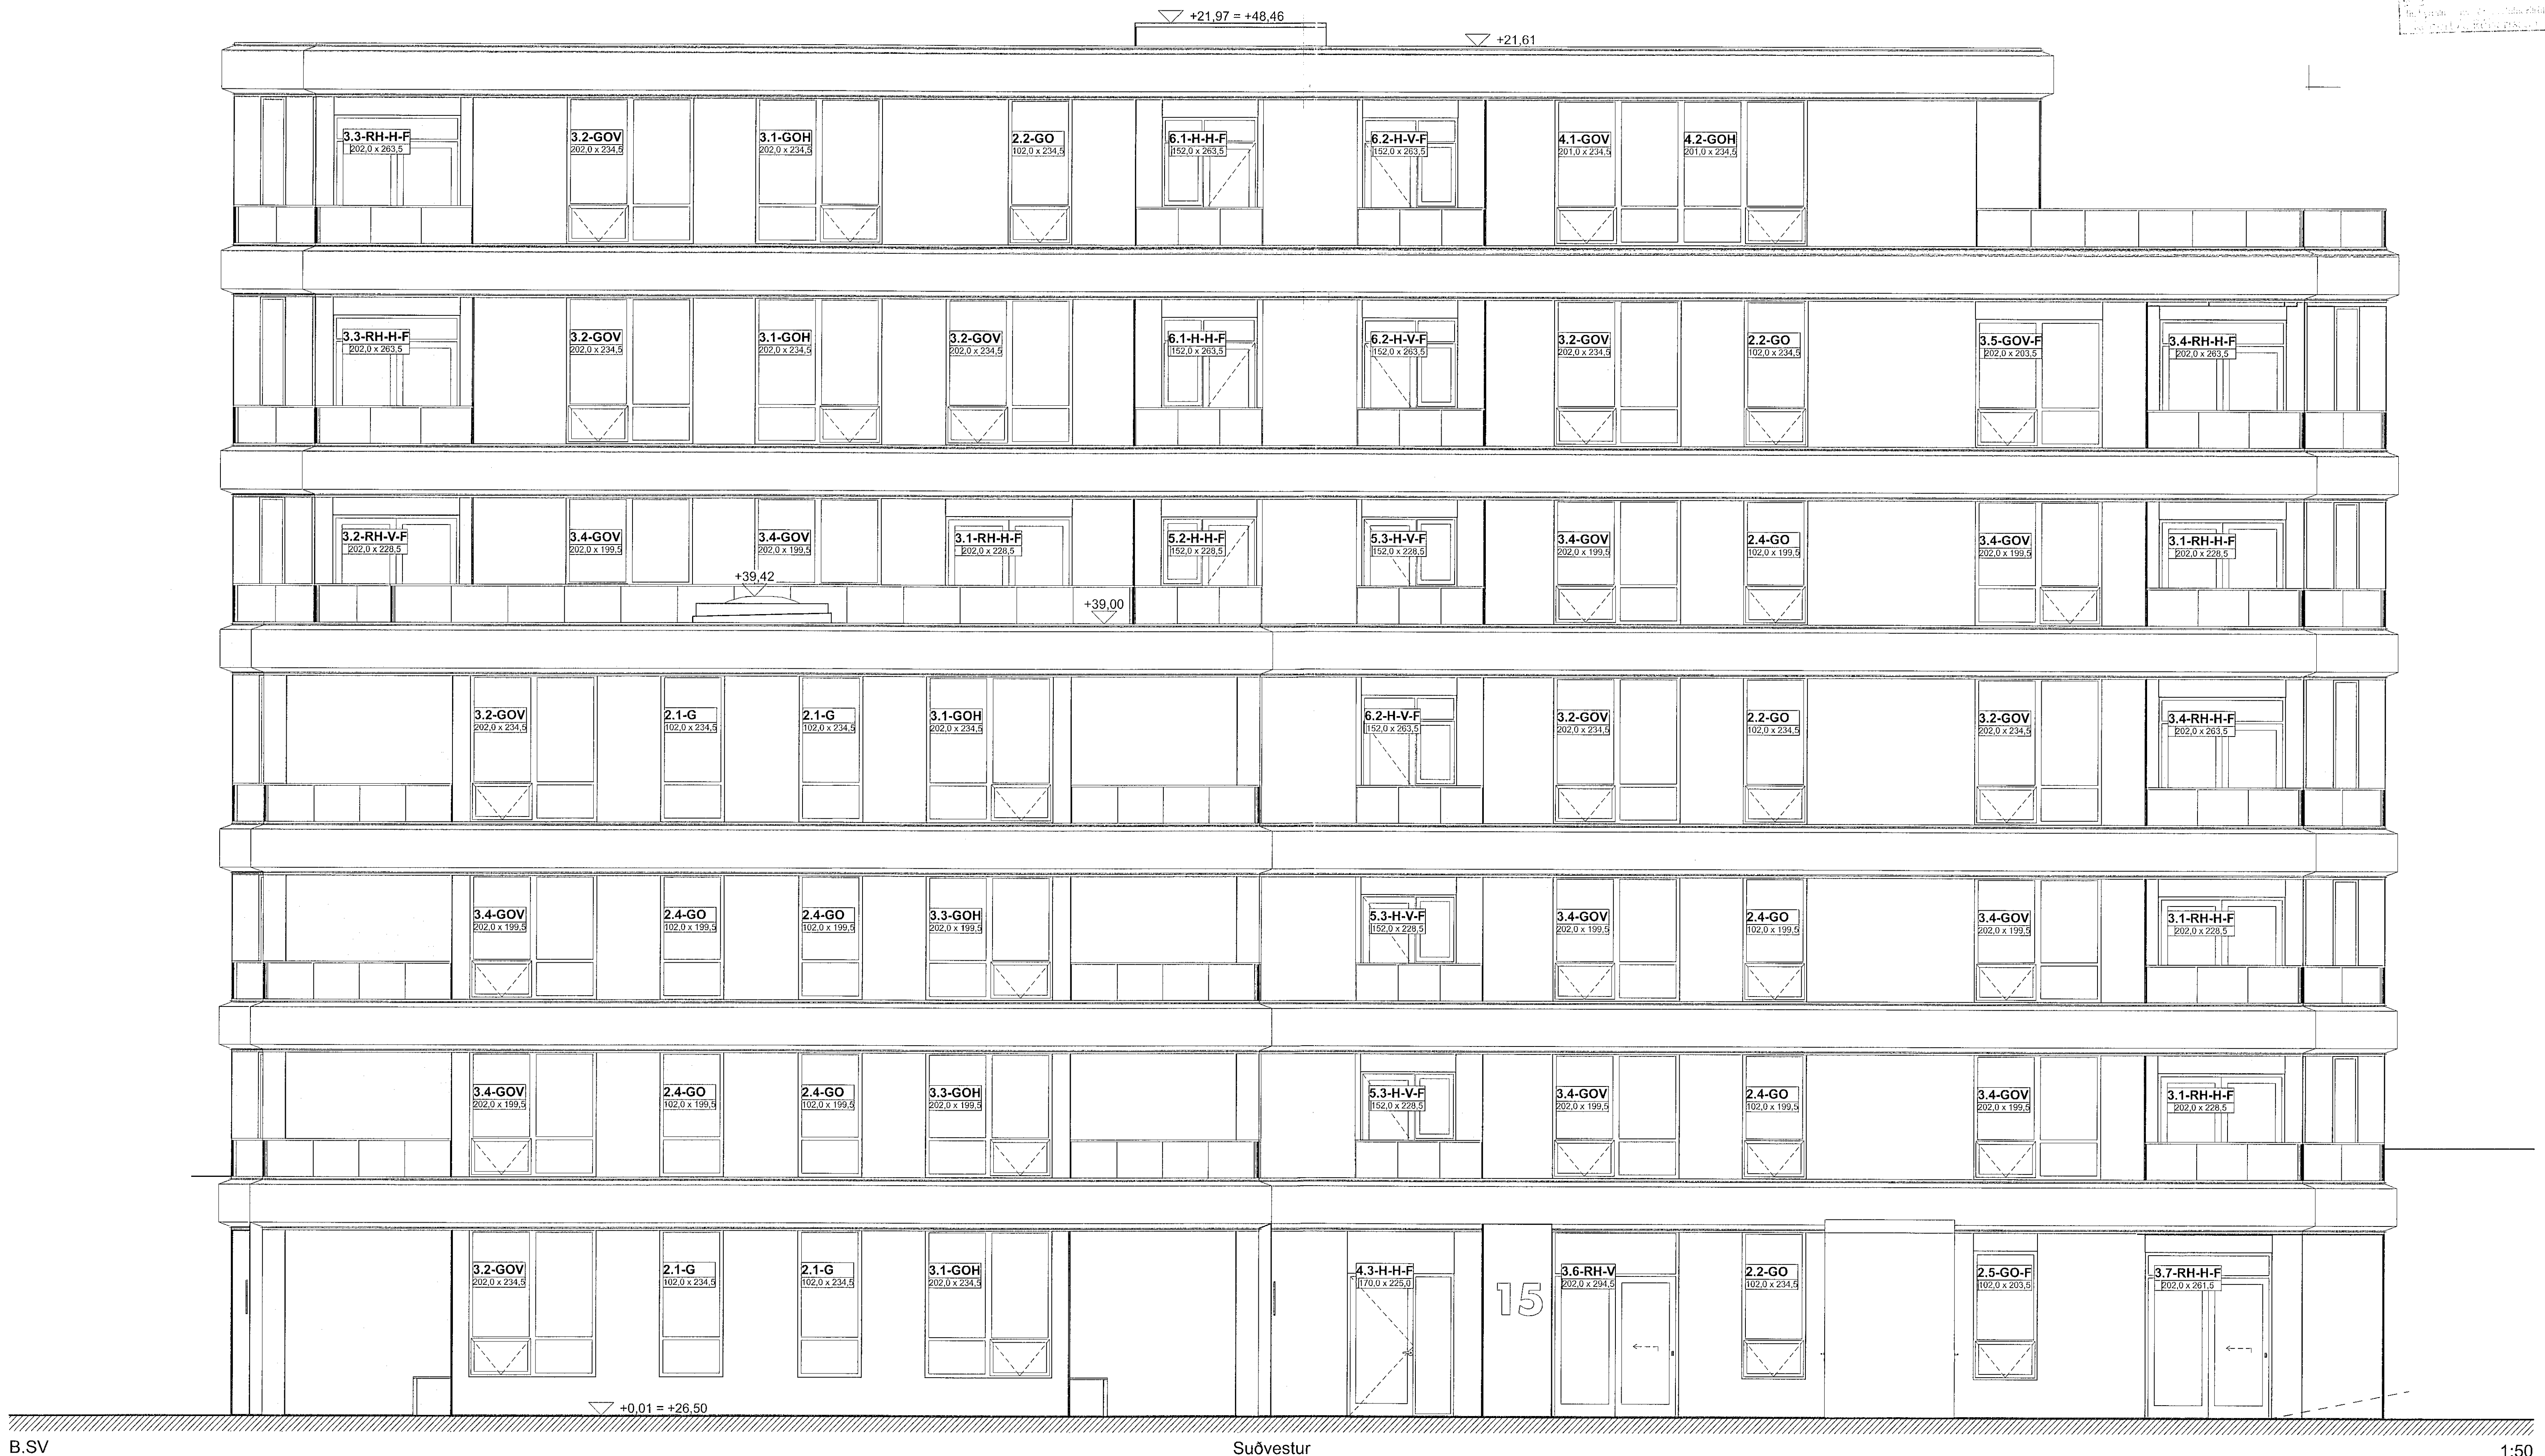 +21,97 = +48,46
+21,61
3.3-RH-H-F
202,0 x 263,5
3.2-GOV
202,0 x 234,5
3.1-GOH
202,0 x 234,5
2.2-GO
102,0 x 234,5
6.1-H-H-F
152,0 x 263,5
6.2-H-V-F
152,0 x 263,5
4.1-GOV
201,0 x 234,5
4.2-GOH
201,0 x 234,5
3.3-RH-H-F
202,0 x 263,5
3.2-GOV
202,0 x 234,5
3.1-GOH
202,0 x 234,5
3.2-GOV
202,0 x 234,5
6.1-H-H-F
152,0 x 263,5
6.2-H-V-F
152,0 x 263,5
3.2-GOV
202,0 x 234,5
2.2-GO
102,0 x 234,5
3.5-GOV-F
202,0 x 203,5
3.4-RH-H-F
202,0 x 263,5
3.2-RH-V-F
202,0 x 228,5
3.4-GOV
202,0 x 199,5
3.4-GOV
202,0 x 199,5
3.1-RH-H-F
202,0 x 228,5
5.2-H-H-F
152,0 x 228,5
5.3-H-V-F
152,0 x 228,5
3.4-GOV
202,0 x 199,5
2.4-GO
102,0 x 199,5
3.4-GOV
202,0 x 199,5
3.1-RH-H-F
202,0 x 228,5
+39,42
+39,00
3.2-GOV
202,0 x 234,5
2.1-G
102,0 x 234,5
2.1-G
102,0 x 234,5
3.1-GOH
202,0 x 234,5
6.2-H-V-F
152,0 x 263,5
3.2-GOV
202,0 x 234,5
2.2-GO
102,0 x 234,5
3.2-GOV
202,0 x 234,5
3.4-RH-H-F
202,0 x 263,5
3.4-GOV
202,0 x 199,5
2.4-GO
102,0 x 199,5
2.4-GO
102,0 x 199,5
3.3-GOH
202,0 x 199,5
5.3-H-V-F
152,0 x 228,5
3.4-GOV
202,0 x 199,5
2.4-GO
102,0 x 199,5
3.4-GOV
202,0 x 199,5
3.1-RH-H-F
202,0 x 228,5
3.4-GOV
202,0 x 199,5
2.4-GO
102,0 x 199,5
2.4-GO
102,0 x 199,5
3.3-GOH
202,0 x 199,5
5.3-H-V-F
152,0 x 228,5
3.4-GOV
202,0 x 199,5
2.4-GO
102,0 x 199,5
3.4-GOV
202,0 x 199,5
3.1-RH-H-F
202,0 x 228,5
3.2-GOV
202,0 x 234,5
2.1-G
102,0 x 234,5
2.1-G
102,0 x 234,5
3.1-GOH
202,0 x 234,5
4.3-H-H-F
170,0 x 225,0
15
3.6-RH-V
202,0 x 294,5
2.2-GO
102,0 x 234,5
2.5-GO-F
102,0 x 203,5
3.7-RH-H-F
202,0 x 261,5
+0,01 = +26,50
B.SV
Suðvestur
1:50